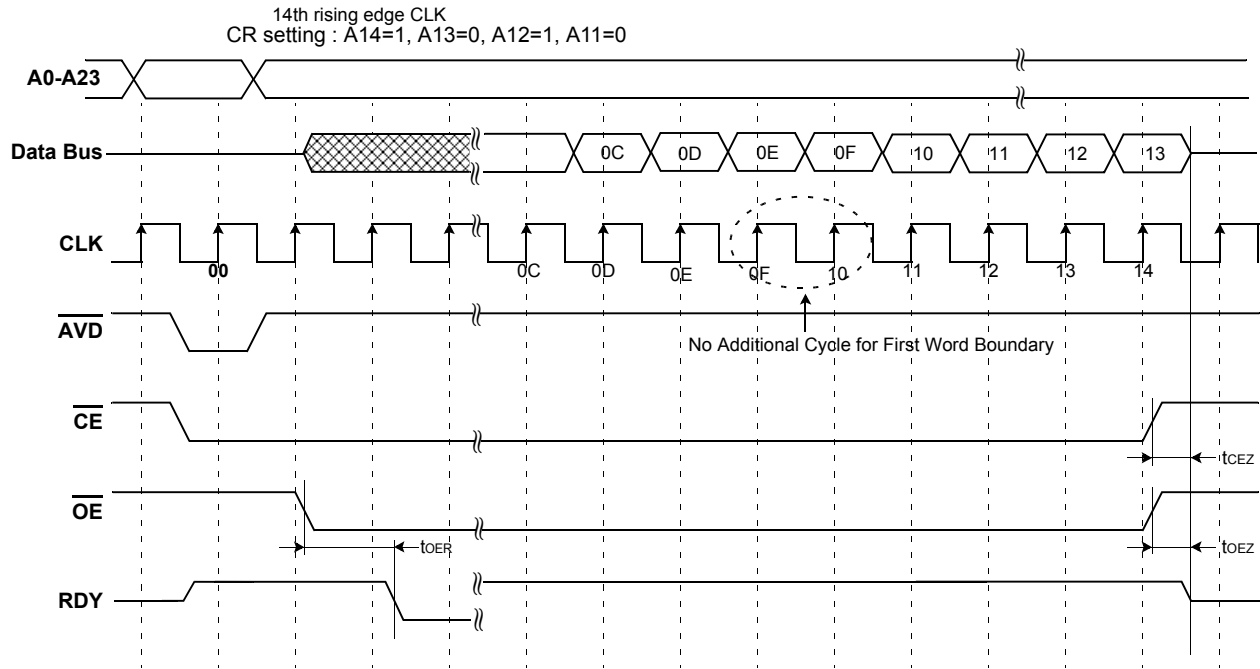 14th rising edge CLK
CR setting : A14=1, A13=0, A12=1, A11=0
A0-A23
Data Bus
0C 0D 0E 0F 10 11 12 13
CLK
00 0C 0D 0E 0F 10 11 12 13 14
AVD
No Additional Cycle for First Word Boundary
CE
tCEZ
OE
tOER
tOEZ
RDY